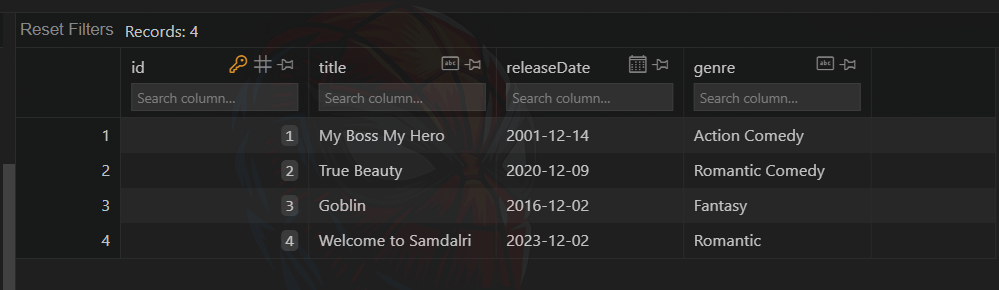 Reset Filters Records: 4
id title abc releaseDate genre abc
Search column... Search column... Search column... Search column...
1 1 My Boss My Hero 2001-12-14 Action Comedy
2 2 True Beauty 2020-12-09 Romantic Comedy
3 3 Goblin 2016-12-02 Fantasy
4 4 Welcome to Samdalri 2023-12-02 Romantic